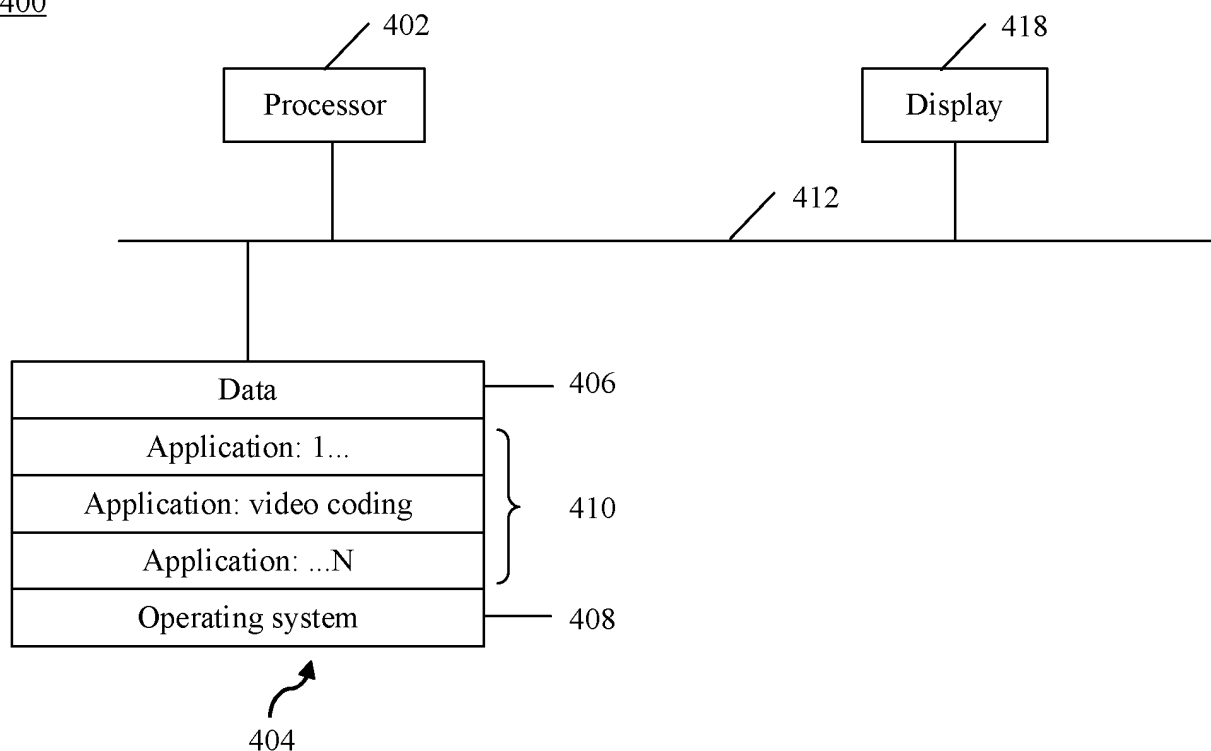 400
402
418
Processor
Display
412
Data
406
Application: 1...
Application: video coding
410
Application: ...N
Operating system
408
404